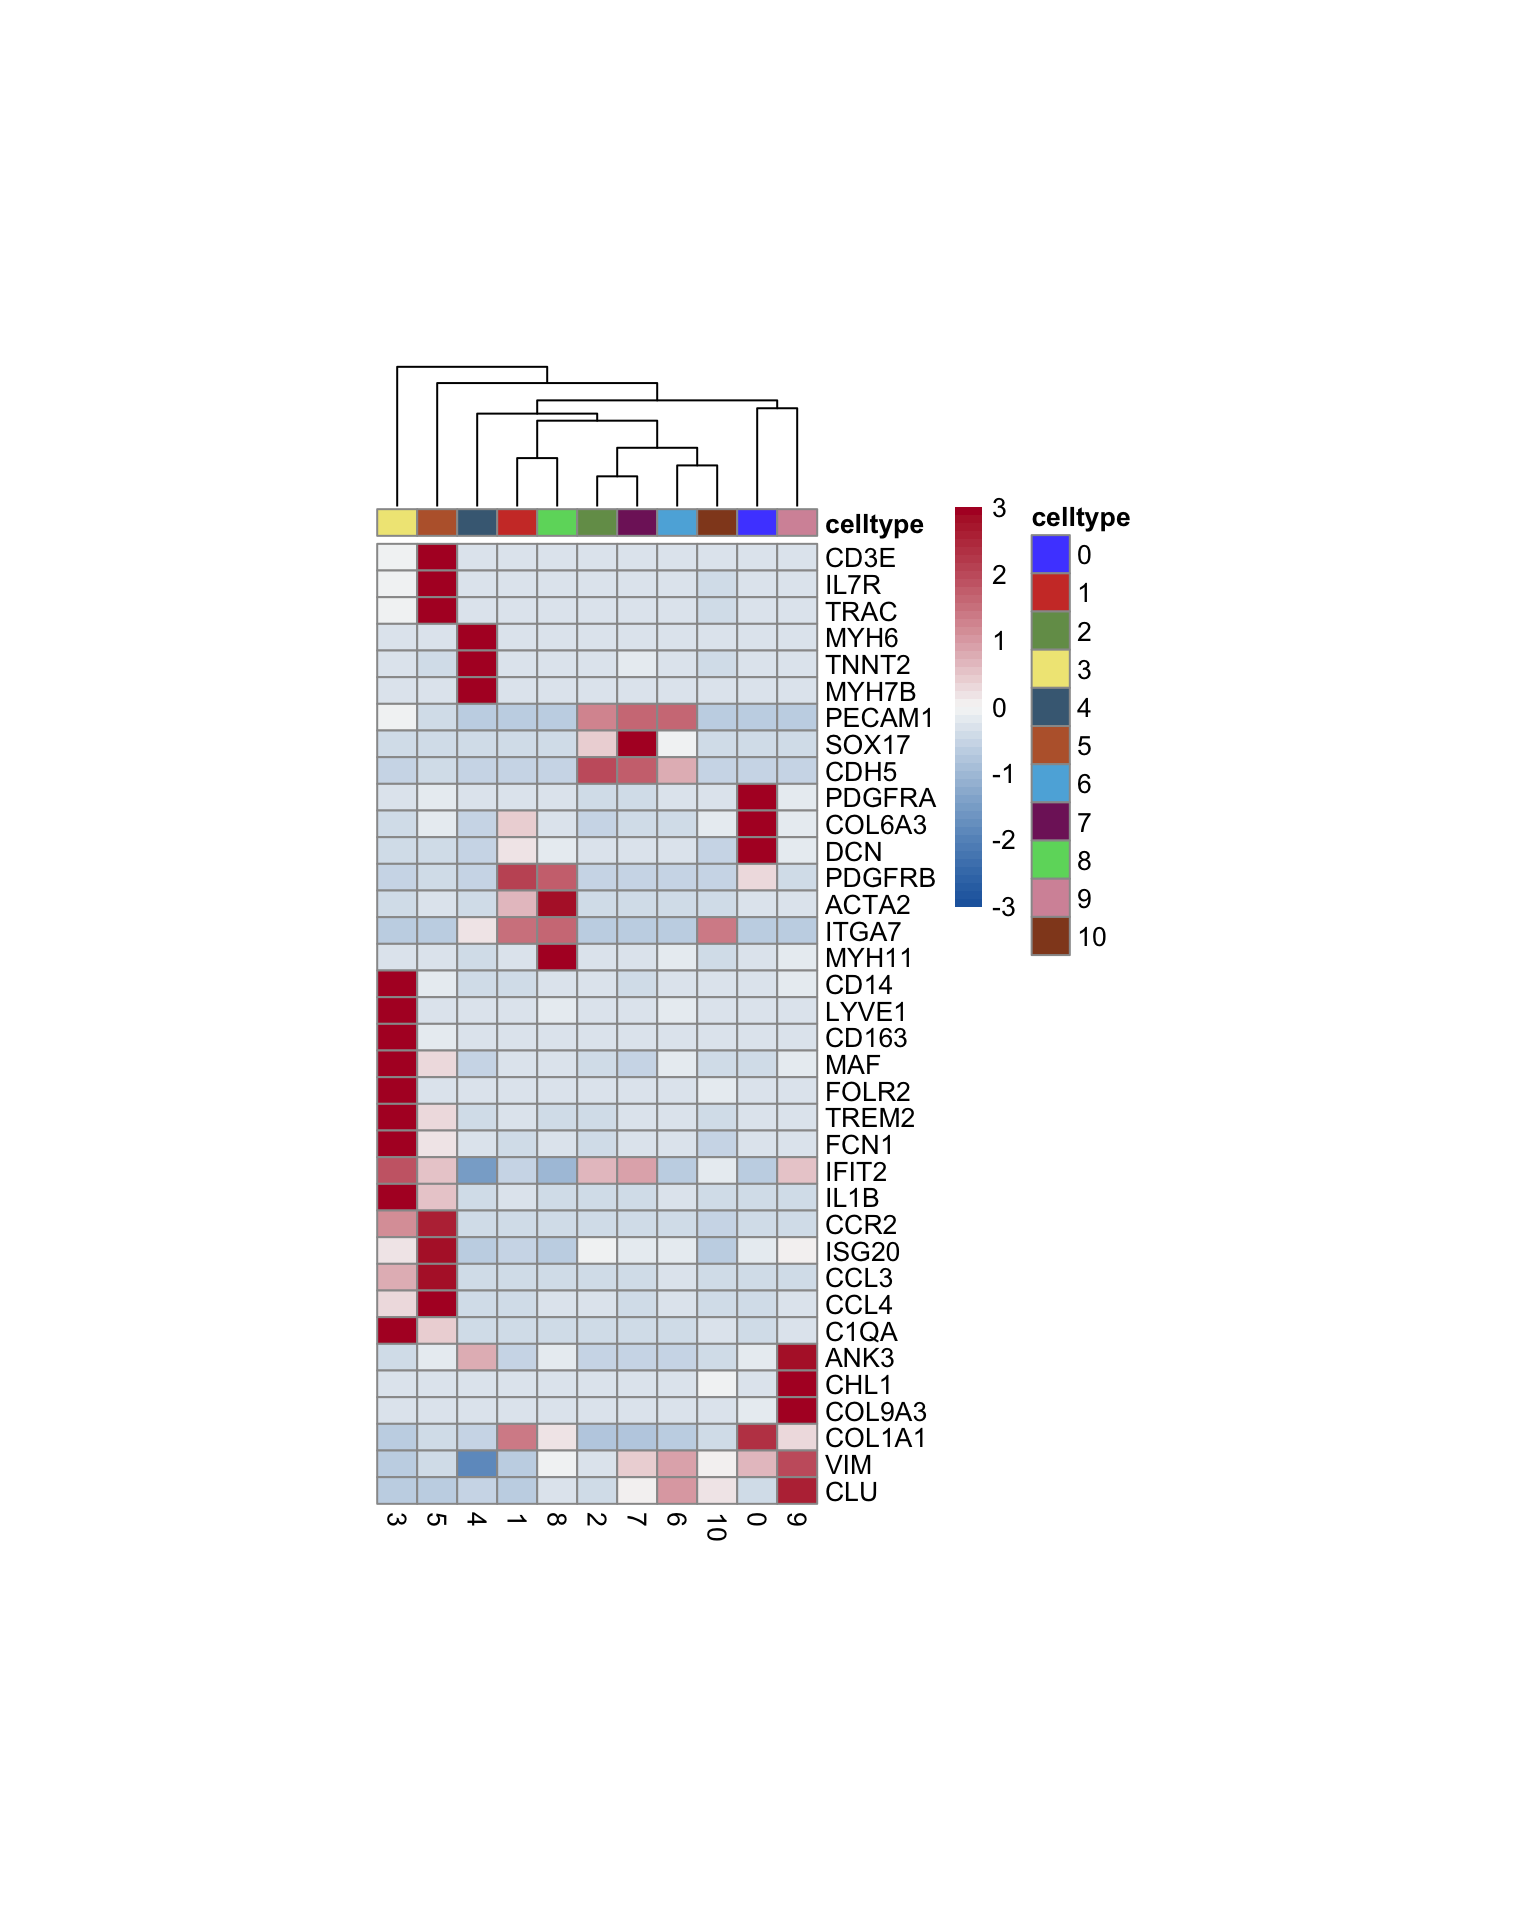 celltype
CD3E
IL7R
TRAC
MYH6
TNNT2
MYH7B
PECAM1
SOX17
CDH5
PDGFRA
COL6A3
DCN
PDGFRB
ACTA2
ITGA7
MYH11
CD14
LYVE1
CD163
MAF
FOLR2
TREM2
FCN1
IFIT2
IL1B
CCR2
ISG20
CCL3
CCL4
C1QA
ANK3
CHL1
COL9A3
COL1A1
VIM
CLU
3 5 4 1 8 2 7 6 10 0 9
3
2
1
0
-1
-2
-3
celltype
0
1
2
3
4
5
6
7
8
9
10